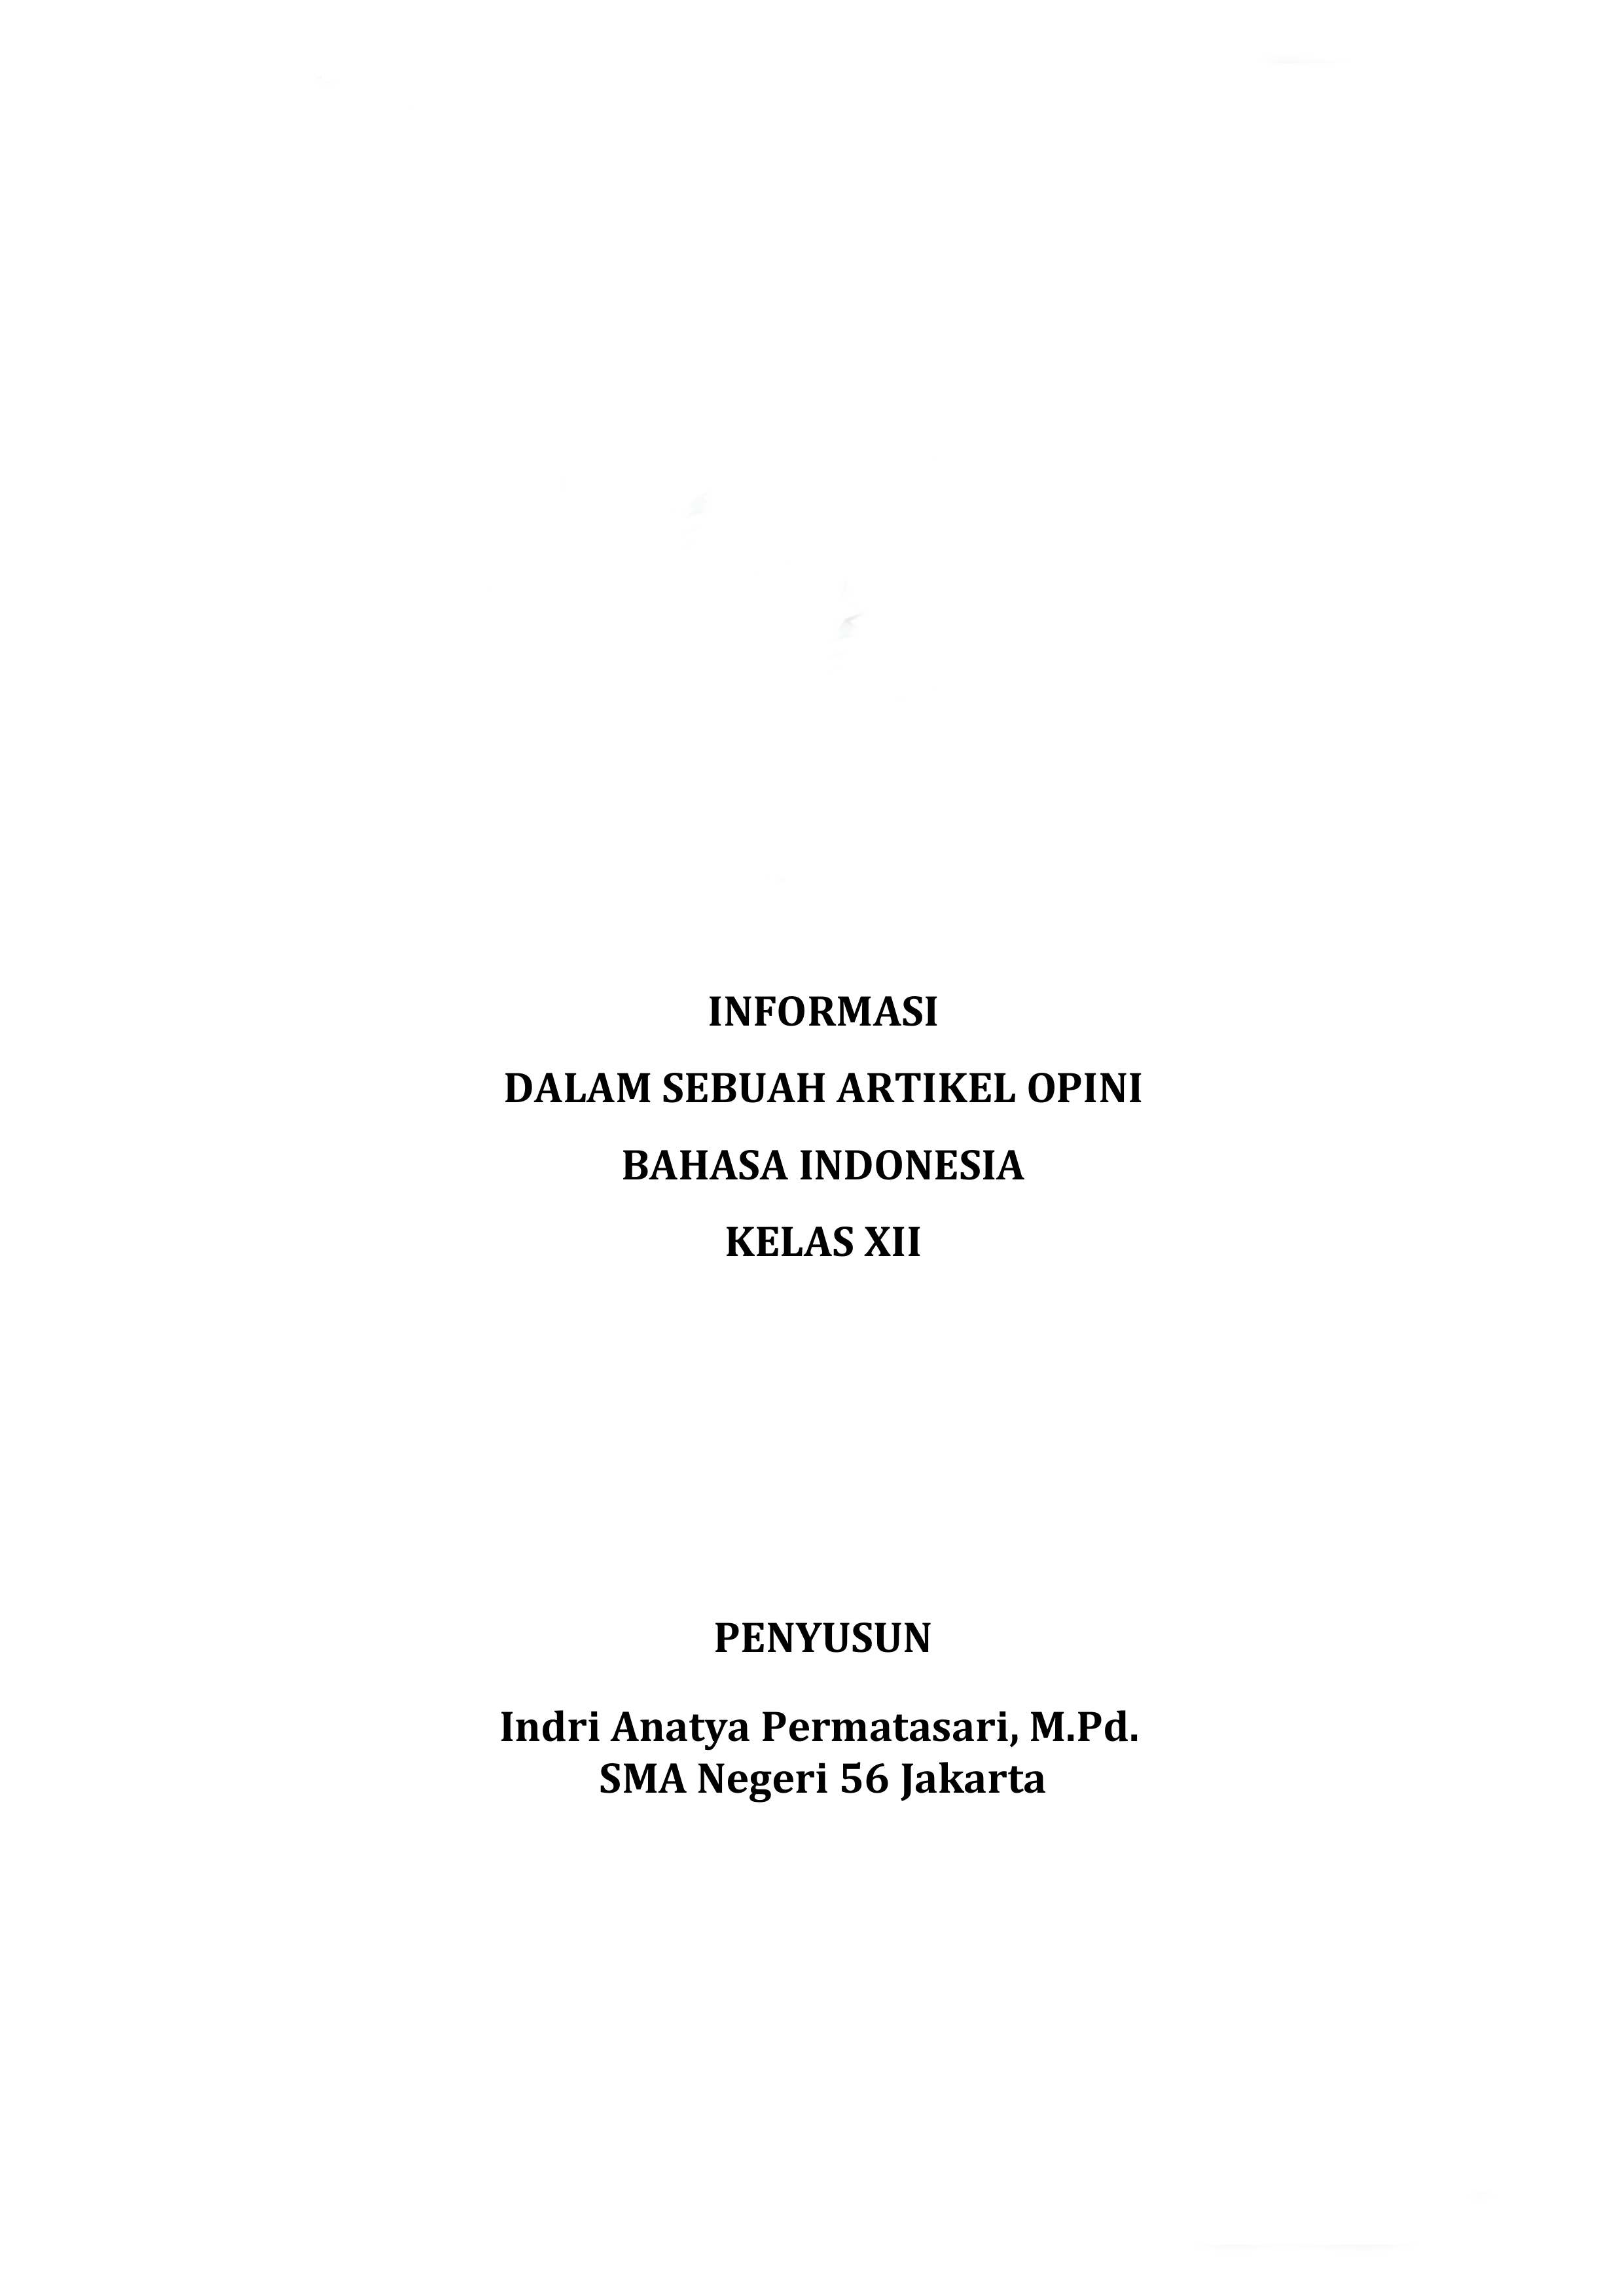 INFORMASI
DALAM SEBUAH ARTIKEL OPINI
BAHASA INDONESIA
KELAS XII
PENYUSUN
Indri Anatya Permatasari, M.Pd.
SMA Negeri 56 Jakarta